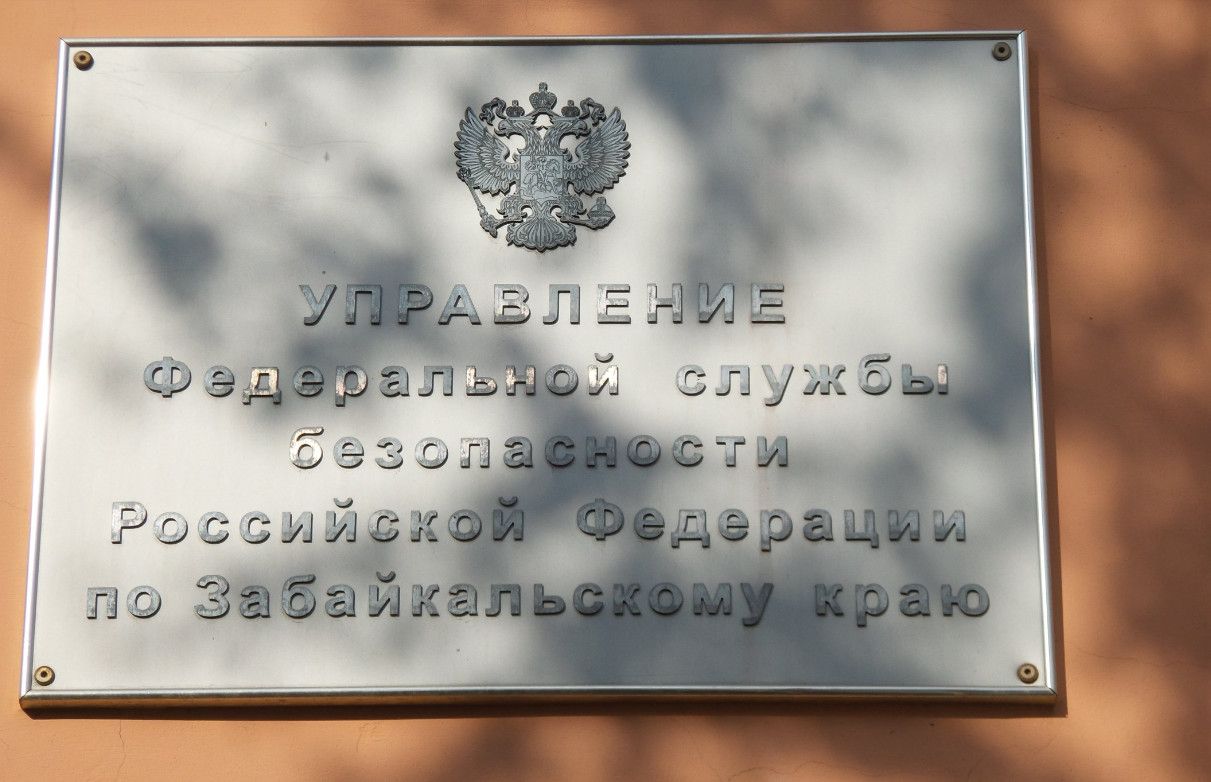 УПРАВЛЕНИЕ
Федеральной службы
безопасности
Российской Федерации
по Забайкальскому краю